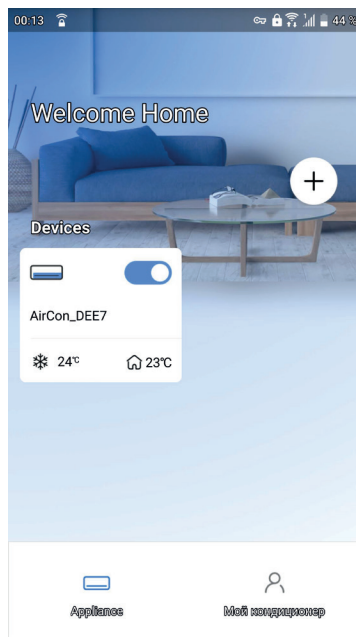 00:13 44 %
Welcome Home
+
Devices
AirCon_DEE7
24℃ 23℃
Appliance Мой кондиционер